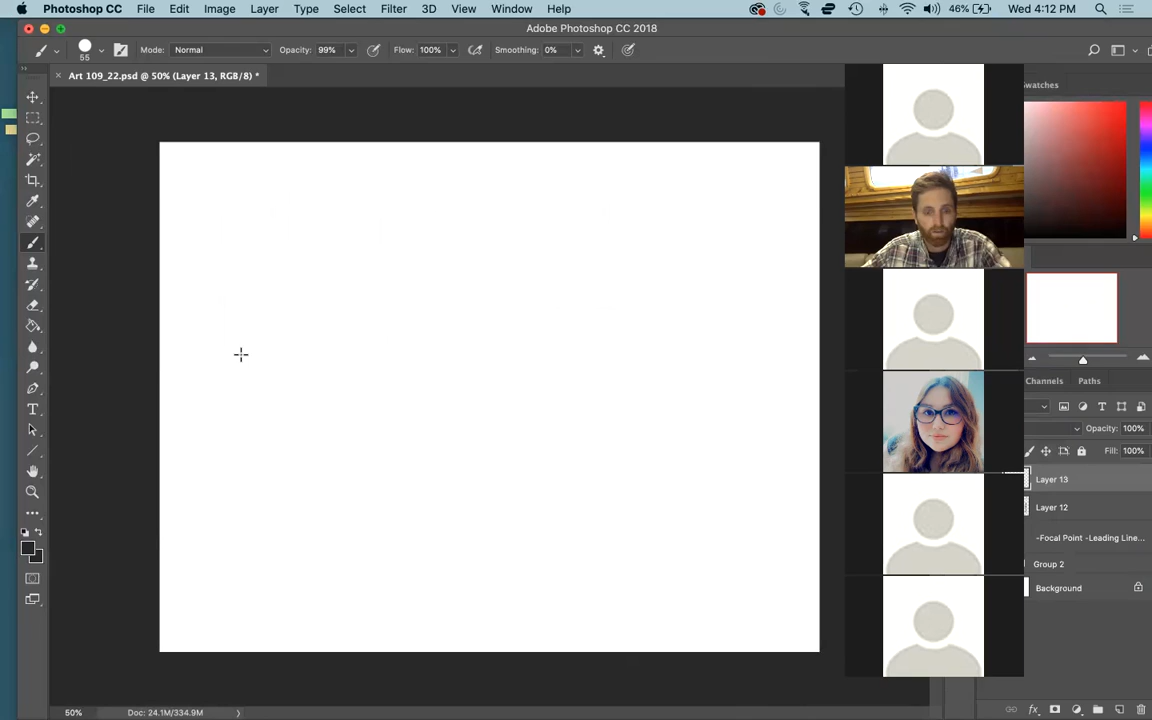 Photoshop CC File Edit Image Layer Type Select Filter 3D View Window Help 46% Wed 4:12 PM
Adobe Photoshop CC 2018
55 Mode: Normal Opacity: 99% Flow: 100% Smoothing: 0%
× Art 109_22.psd @ 50% (Layer 13, RGB/8) *
Swatches
Channels Paths
Opacity: 100%
Fill: 100%
Layer 13
Layer 12
-Focal Point -Leading Line...
Group 2
Background
50% Doc: 24.1M/334.9M